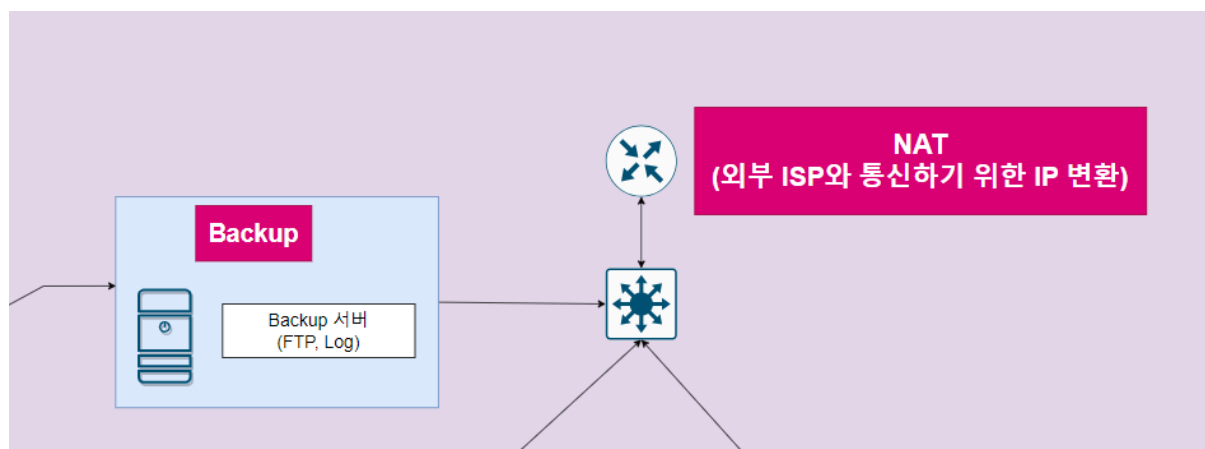 NAT
(외부 ISP와 통신하기 위한 IP 변환)
Backup
Backup 서버
(FTP, Log)